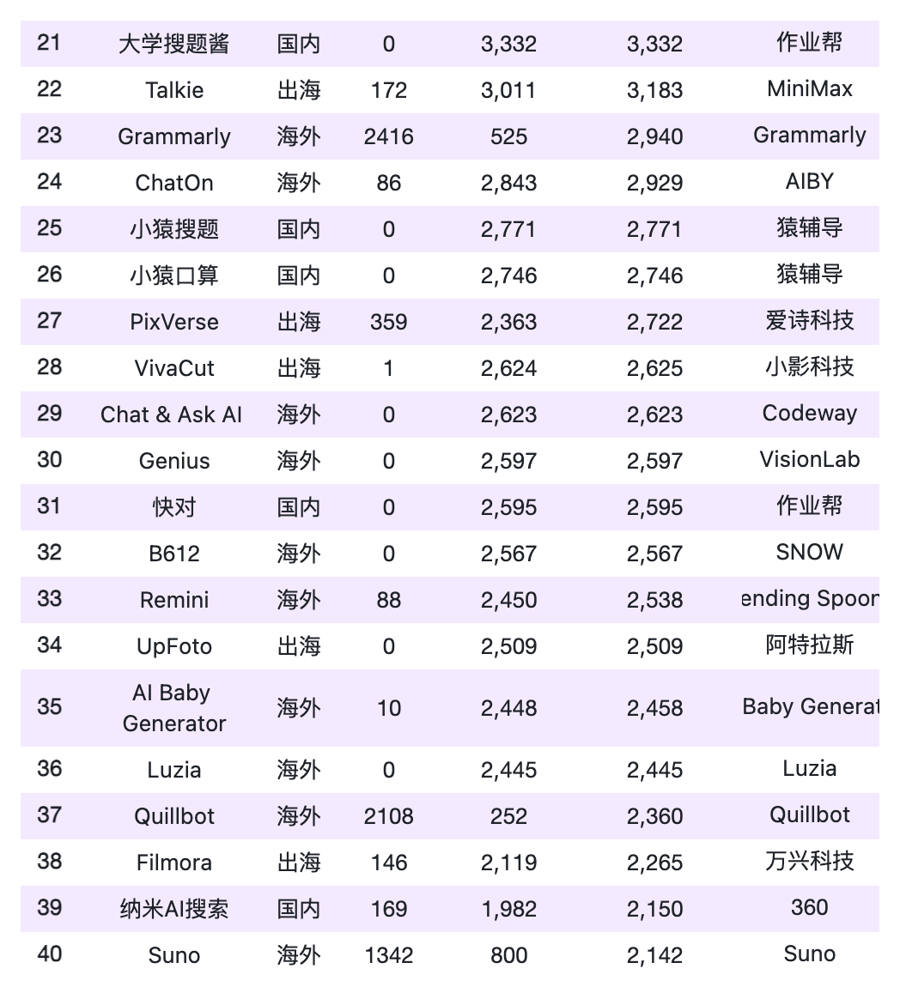 21 大学搜题酱 国内 0 3,332 3,332 作业帮
22 Talkie 出海 172 3,011 3,183 MiniMax
23 Grammarly 海外 2416 525 2,940 Grammarly
24 ChatOn 海外 86 2,843 2,929 AIBY
25 小猿搜题 国内 0 2,771 2,771 猿辅导
26 小猿口算 国内 0 2,746 2,746 猿辅导
27 PixVerse 出海 359 2,363 2,722 爱诗科技
28 VivaCut 出海 1 2,624 2,625 小影科技
29 Chat & Ask AI 海外 0 2,623 2,623 Codeway
30 Genius 海外 0 2,597 2,597 VisionLab
31 快对 国内 0 2,595 2,595 作业帮
32 B612 海外 0 2,567 2,567 SNOW
33 Remini 海外 88 2,450 2,538 ending Spoon
34 UpFoto 出海 0 2,509 2,509 阿特拉斯
AI Baby
35 海外 10 2,448 2,458 Baby Generat
Generator
36 Luzia 海外 0 2,445 2,445 Luzia
37 Quillbot 海外 2108 252 2,360 Quillbot
38 Filmora 出海 146 2,119 2,265 万兴科技
39 纳米AI搜索 国内 169 1,982 2,150 360
40 Suno 海外 1342 800 2,142 Suno